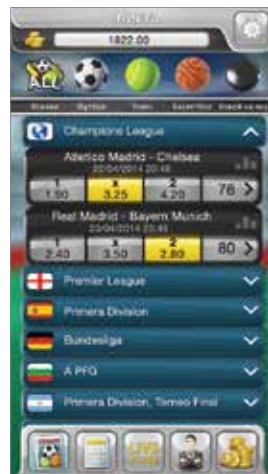 1822.00
ALL
Champions League
Atletico Madrid - Chelsea
1 x 2
1.90 3.25 4.20 76
Real Madrid - Bayern Munich
1 x 2
2.40 3.50 2.80 80
Premier League
Primera Division
Bundesliga
A PFG
Primera Division, Torneo Final
LIVE